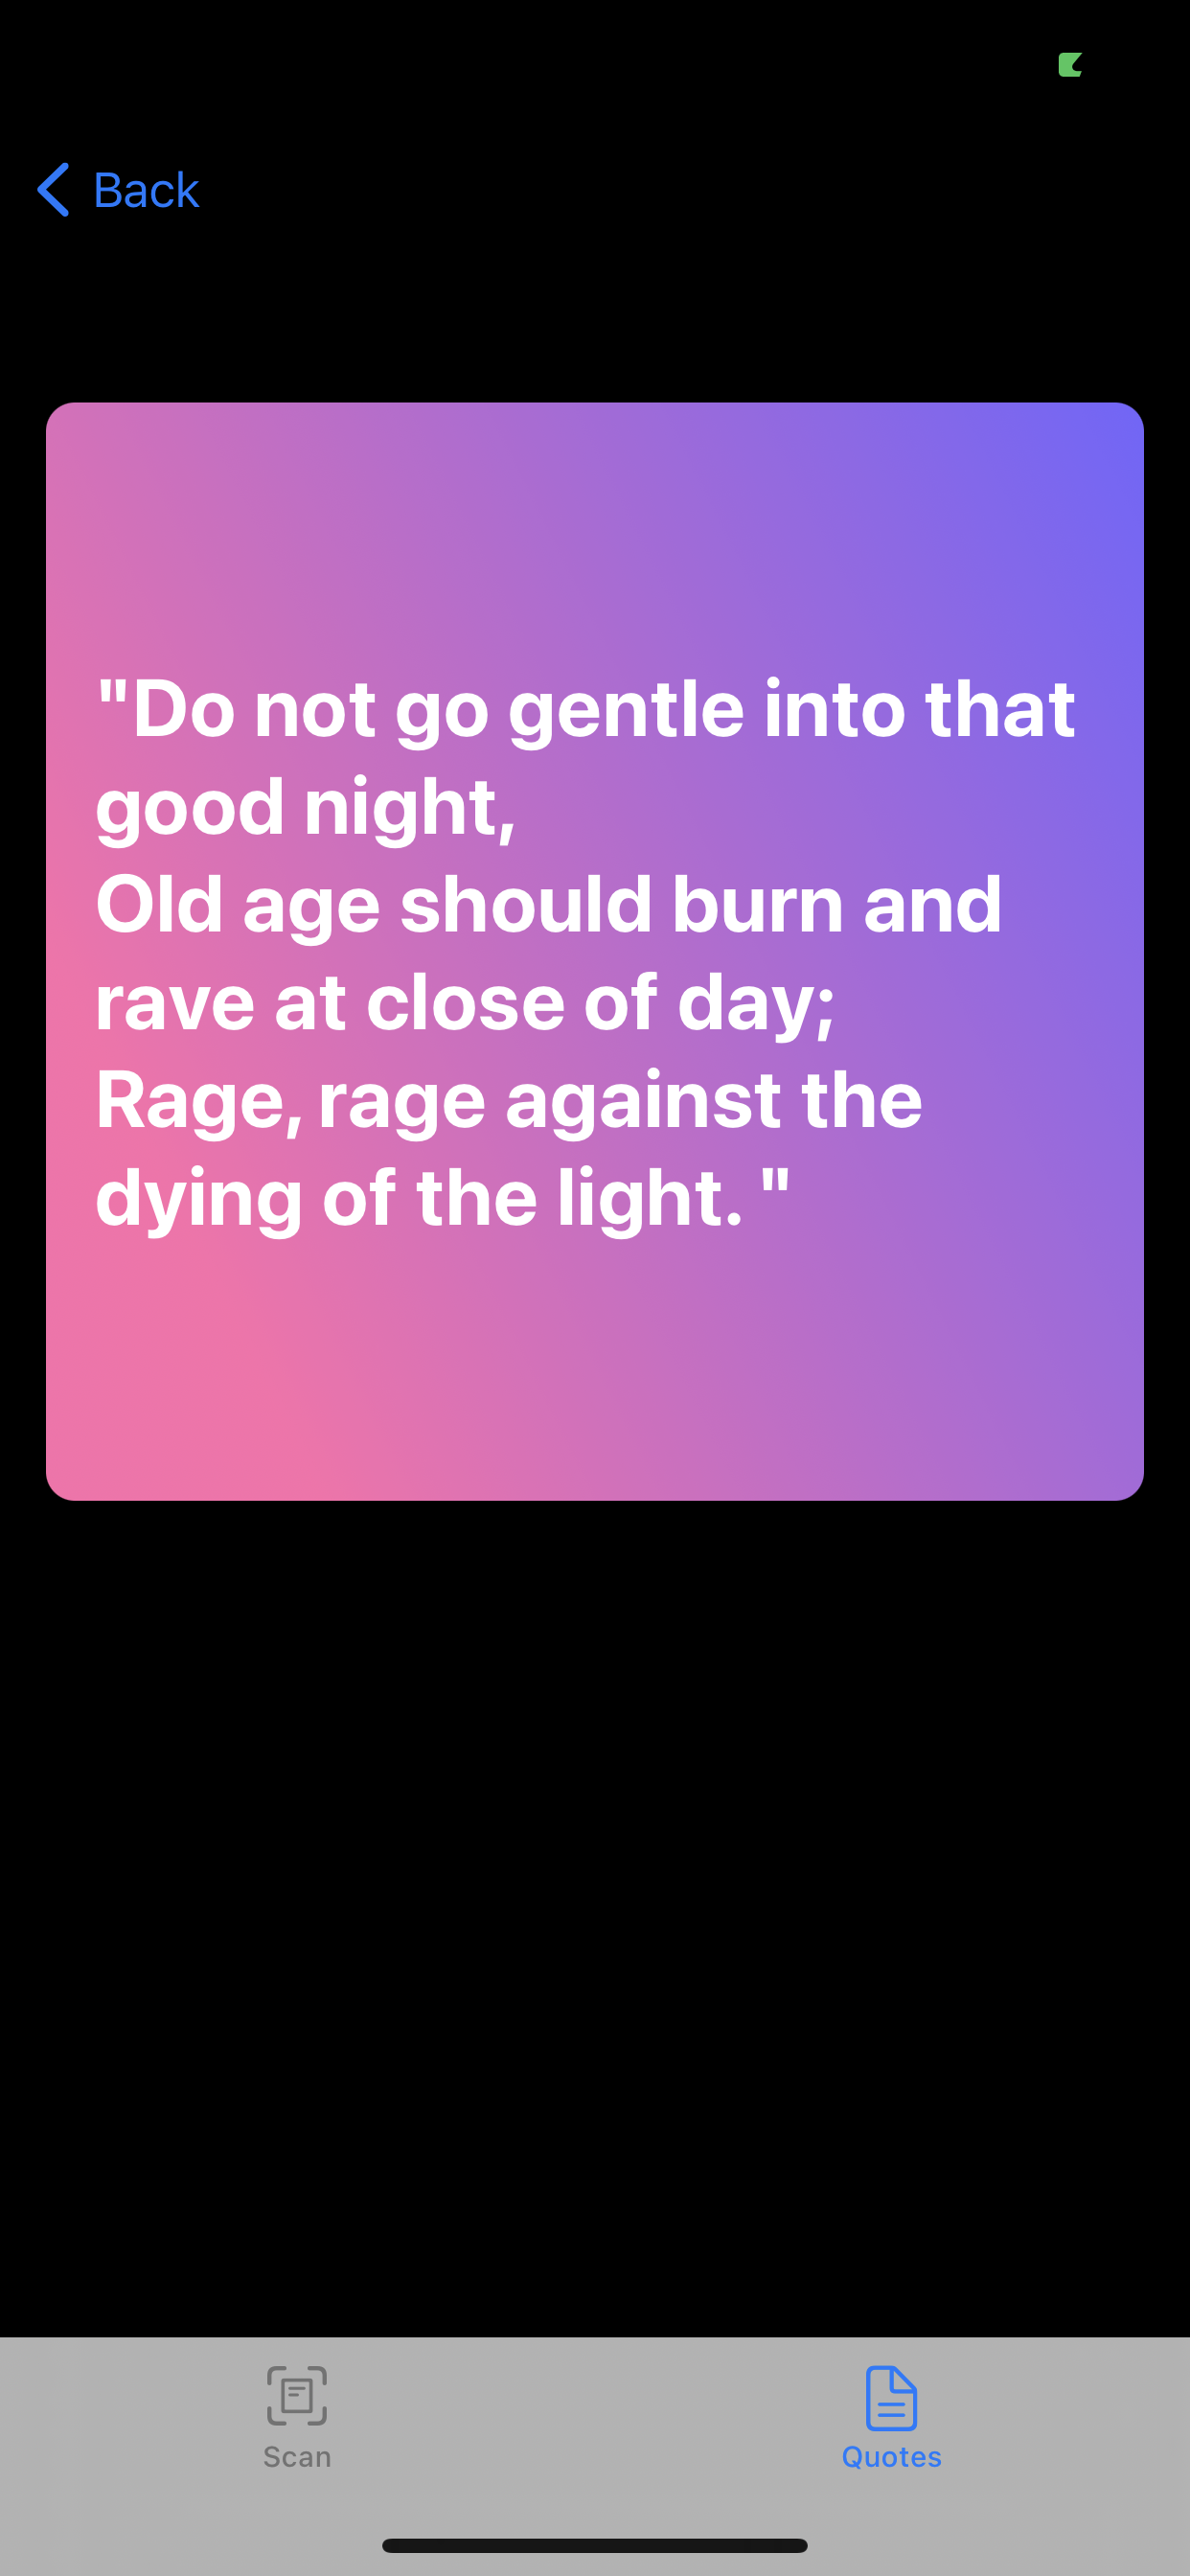 Back
"Do not go gentle into that
good night,
Old age should burn and
rave at close of day;
Rage, rage against the
dying of the light. "
Scan
Quotes